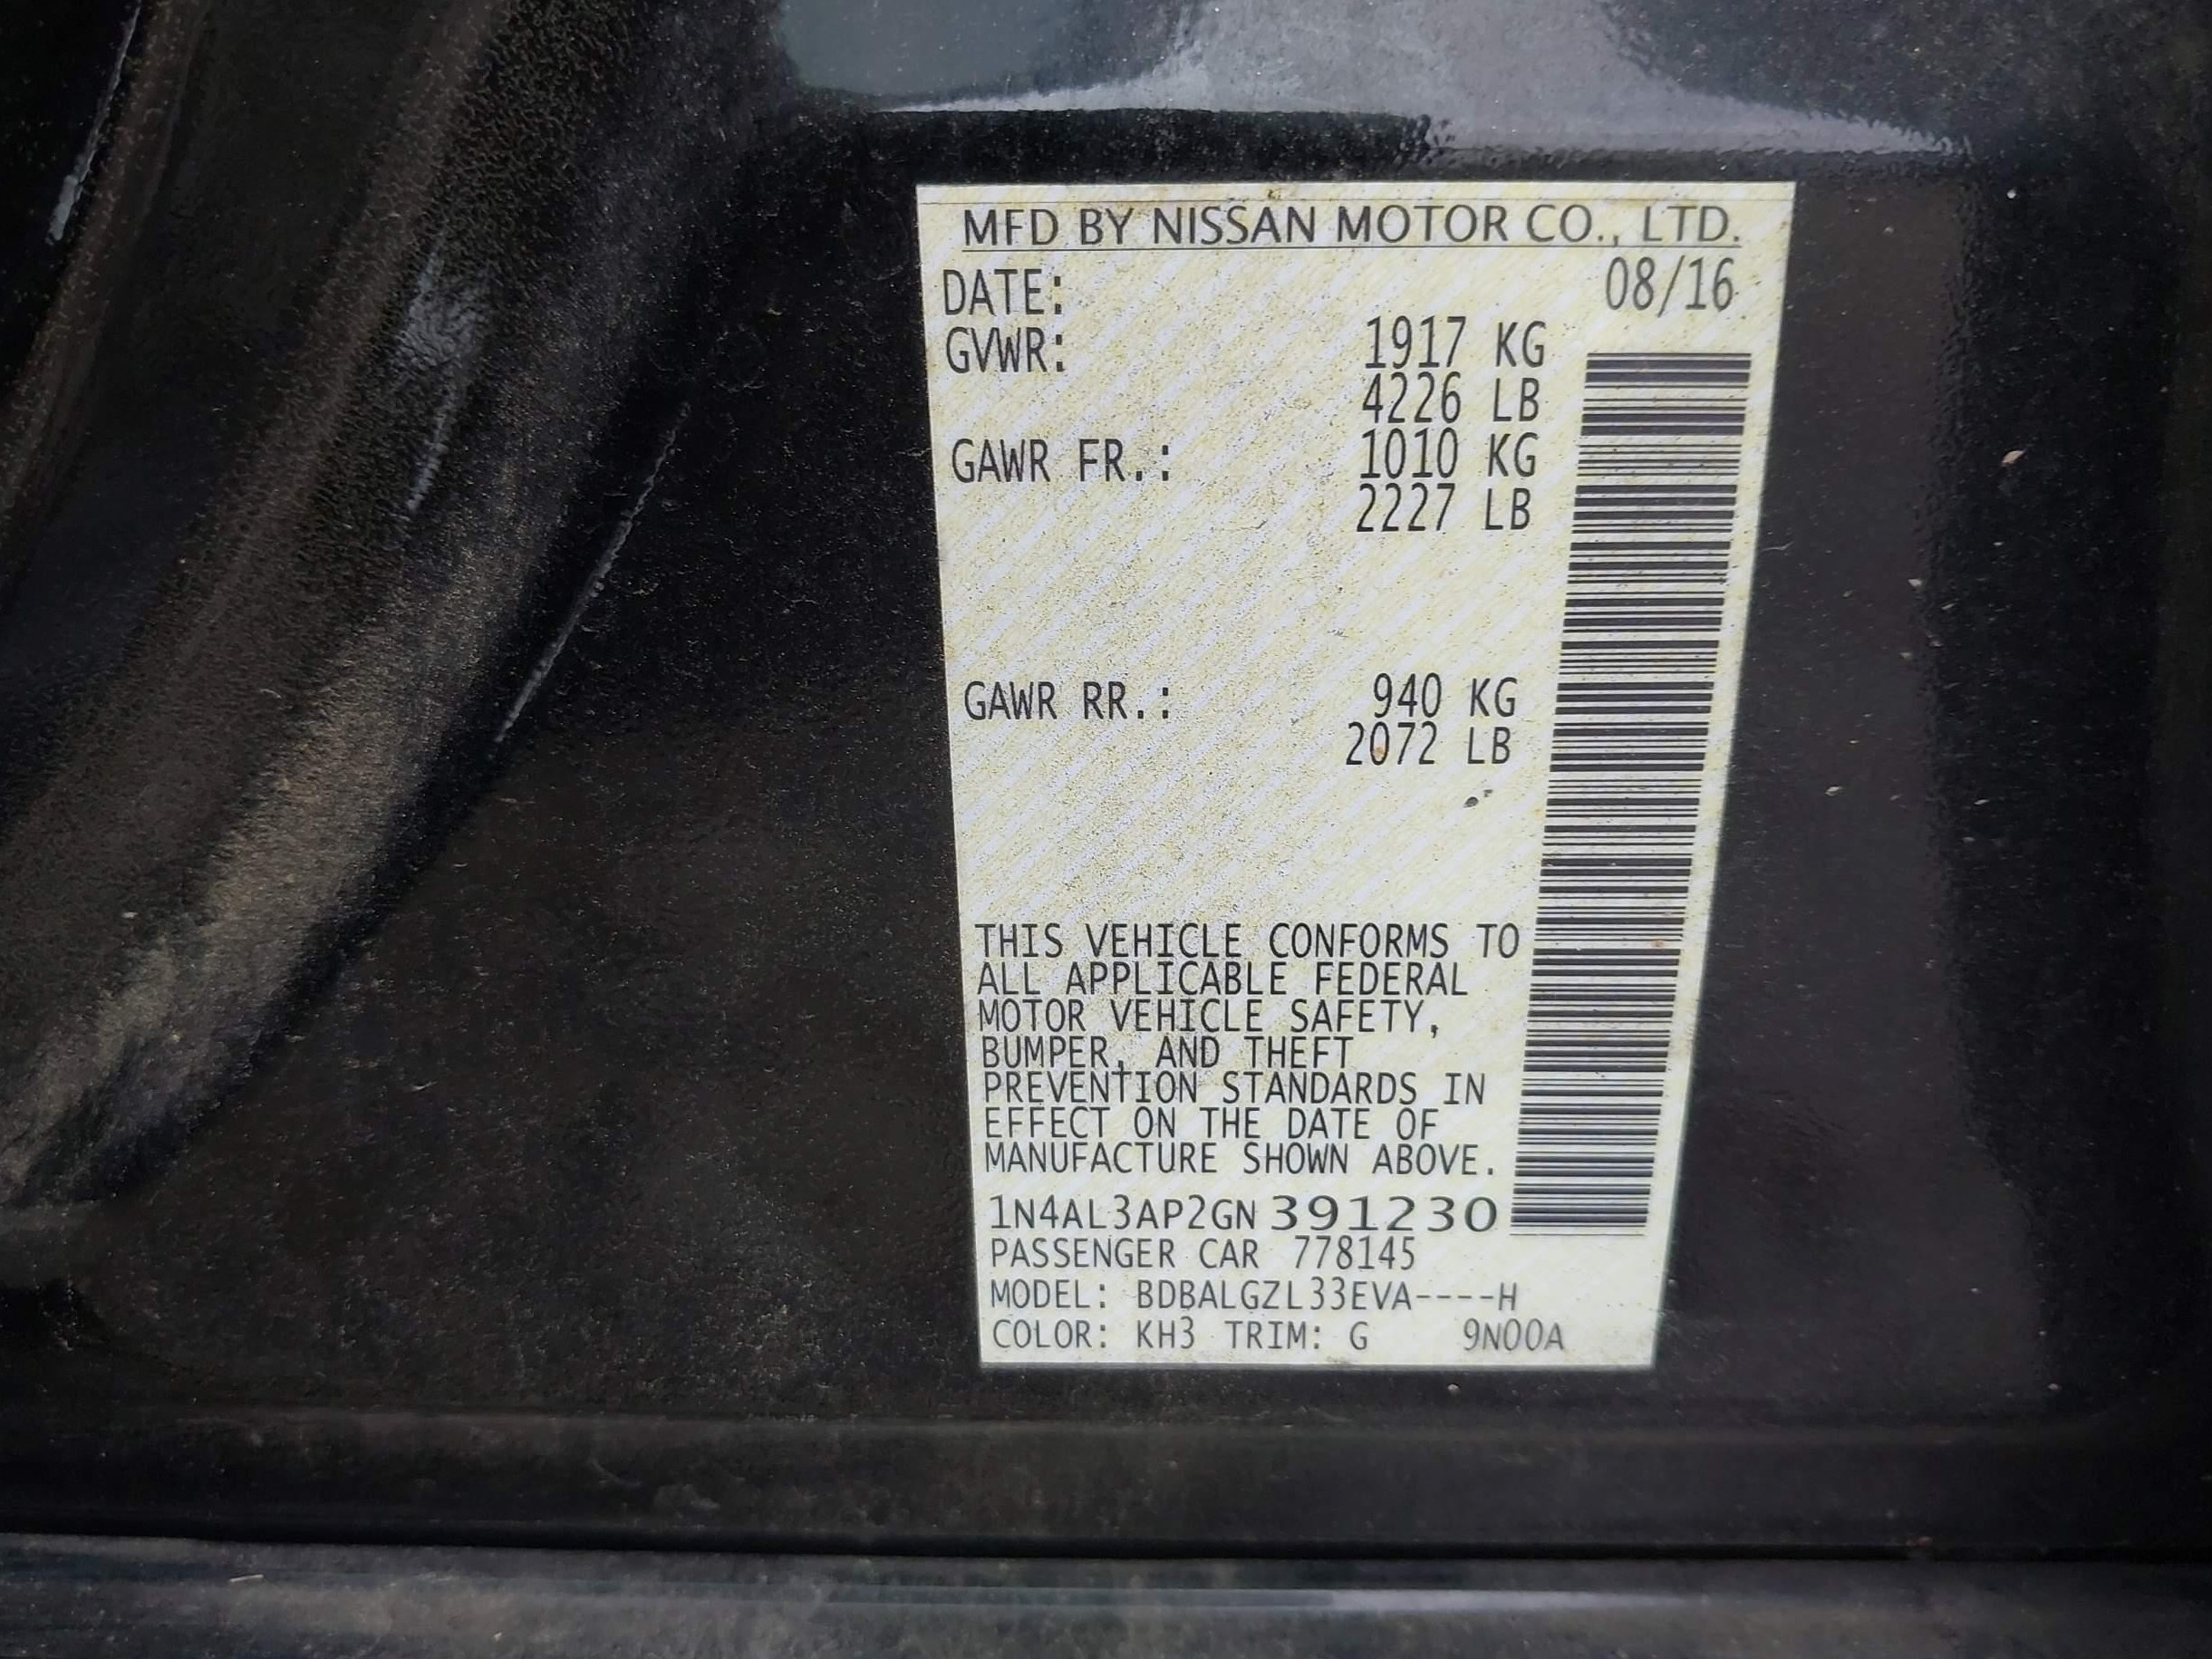 MFD BY NISSAN MOTOR CO., LTD.
DATE: 08/16
GVWR: 1917 KG
4226 LB
GAWR FR.: 1010 KG
2227 LB
GAWR RR.: 940 KG
2072 LB
THIS VEHICLE CONFORMS TO
ALL APPLICABLE FEDERAL
MOTOR VEHICLE SAFETY,
BUMPER, AND THEFT
PREVENTION STANDARDS IN
EFFECT ON THE DATE OF
MANUFACTURE SHOWN ABOVE.
1N4AL3AP2GN391230
PASSENGER CAR 778145
MODEL: BDBALGZL33EVA----H
COLOR: KH3 TRIM: G 9N00A